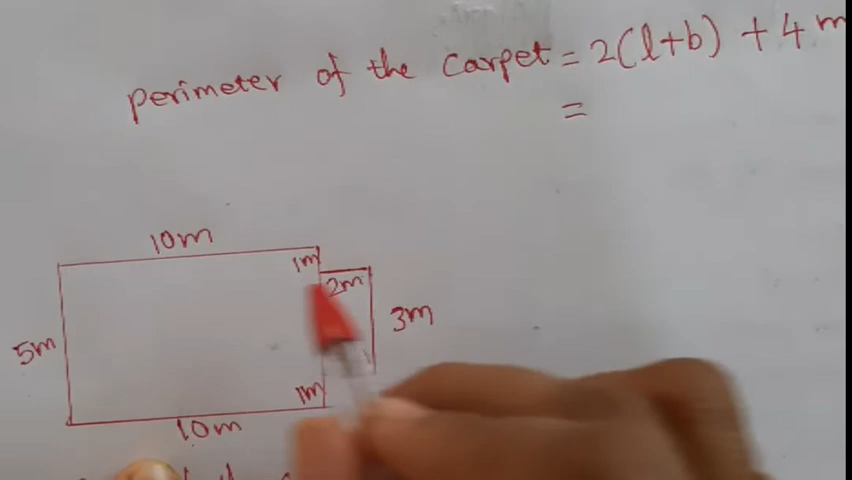 perimeter of the carpet = 2(l+b) + 4 m
=
10m
1m
2m
5m
3m
1m
10m